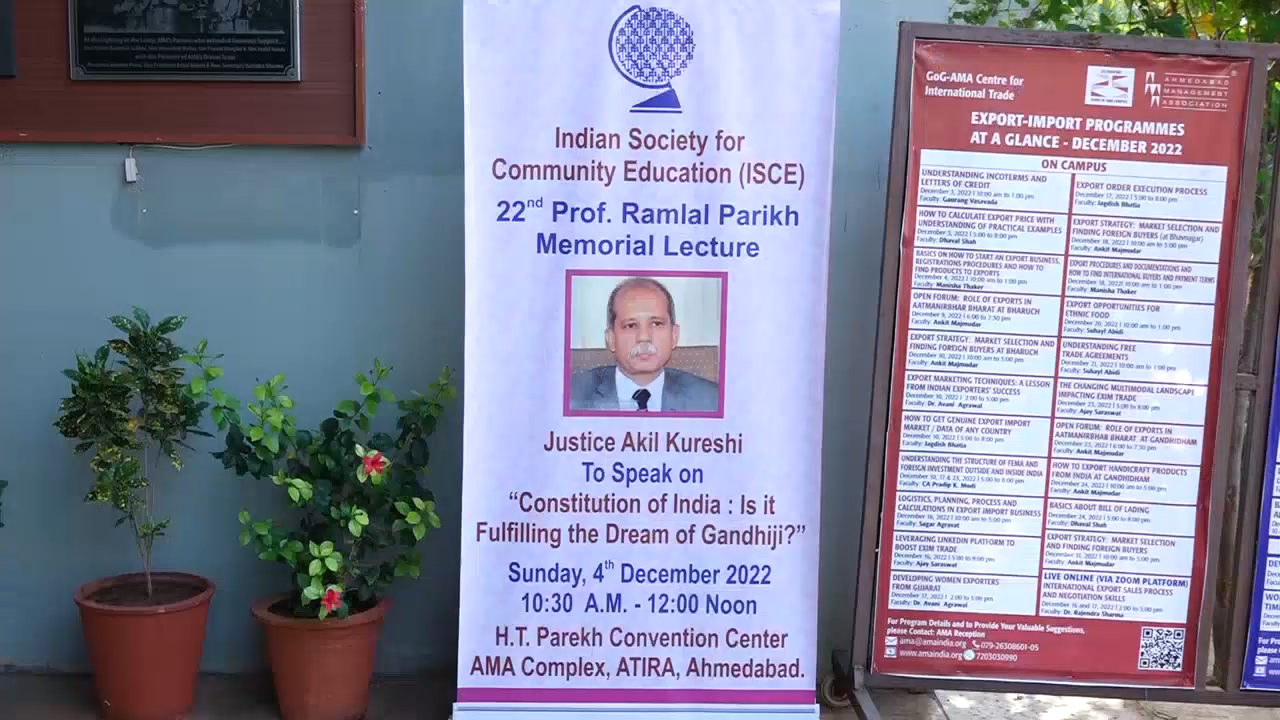 Indian Society for
Community Education (ISCE)
22nd Prof. Ramlal Parikh
Memorial Lecture
Justice Akil Kureshi
To Speak on
“Constitution of India : Is it
Fulfilling the Dream of Gandhiji?”
Sunday, 4th December 2022
10:30 A.M. - 12:00 Noon
H.T. Parekh Convention Center
AMA Complex, ATIRA, Ahmedabad.
GoG-AMA Centre for
International Trade
AHMEDABAD
MANAGEMENT
ASSOCIATION
EXPORT-IMPORT PROGRAMMES
AT A GLANCE - DECEMBER 2022
ON CAMPUS
UNDERSTANDING INCOTERMS AND
LETTERS OF CREDIT
December 3, 2022 | 10:00 am to 1:00 pm
Faculty: Gaurang Vasavada
HOW TO CALCULATE EXPORT PRICE WITH
UNDERSTANDING OF PRACTICAL EXAMPLES
December 3, 2022 | 5:00 to 8:00 pm
Faculty: Dhaval Shah
BASICS ON HOW TO START AN EXPORT BUSINESS,
REGISTRATIONS PROCEDURES AND HOW TO
FIND PRODUCTS TO EXPORTS
December 4, 2022 | 10:00 am to 1:00 pm
Faculty: Manisha Thaker
OPEN FORUM: ROLE OF EXPORTS IN
AATMANIRBHAR BHARAT AT BHARUCH
December 9, 2022 | 6:00 to 7:30 pm
Faculty: Ankit Majmudar
EXPORT STRATEGY: MARKET SELECTION AND
FINDING FOREIGN BUYERS AT BHARUCH
December 10, 2022 | 10:00 am to 5:00 pm
Faculty: Ankit Majmudar
EXPORT MARKETING TECHNIQUES: A LESSON
FROM INDIAN EXPORTERS' SUCCESS
December 10, 2022 | 2:00 to 5:00 pm
Faculty: Dr. Avani Agrawal
HOW TO GET GENUINE EXPORT IMPORT
MARKET / DATA OF ANY COUNTRY
December 10, 2022 | 5:00 to 8:00 pm
Faculty: Jagdish Bhatia
UNDERSTANDING THE STRUCTURE OF FEMA AND
FOREIGN INVESTMENT OUTSIDE AND INSIDE INDIA
December 10, 17 & 23, 2022 | 5:00 to 8:00 pm
Faculty: CA Pradip K. Modi
LOGISTICS, PLANNING, PROCESS AND
CALCULATIONS IN EXPORT IMPORT BUSINESS
December 16, 2022 | 10:00 am to 5:00 pm
Faculty: Sagar Agravat
LEVERAGING LINKEDIN PLATFORM TO
BOOST EXIM TRADE
December 16, 2022 | 5:00 to 9:00 pm
Faculty: Ajay Saraswat
DEVELOPING WOMEN EXPORTERS
FROM GUJARAT
December 17, 2022 | 2:00 to 5:00 pm
Faculty: Dr. Avani Agrawal
EXPORT ORDER EXECUTION PROCESS
December 17, 2022 | 5:00 to 8:00 pm
Faculty: Jagdish Bhatia
EXPORT STRATEGY: MARKET SELECTION AND
FINDING FOREIGN BUYERS (at Bhavnagar)
December 18, 2022 | 10:00 am to 5:00 pm
Faculty: Ankit Majmudar
EXPORT PROCEDURES AND DOCUMENTATIONS AND
HOW TO FIND INTERNATIONAL BUYERS AND PAYMENT TERMS
December 18, 2022 | 10:00 am to 1:00 pm
Faculty: Manisha Thaker
EXPORT OPPORTUNITIES FOR
ETHNIC FOOD
December 20, 2022 | 10:00 am to 1:00 pm
Faculty: Suhayl Abidi
UNDERSTANDING FREE
TRADE AGREEMENTS
December 21, 2022 | 10:00 am to 1:00 pm
Faculty: Suhayl Abidi
THE CHANGING MULTIMODAL LANDSCAPE
IMPACTING EXIM TRADE
December 23, 2022 | 5:00 to 8:00 pm
Faculty: Ajay Saraswat
OPEN FORUM: ROLE OF EXPORTS IN
AATMANIRBHAR BHARAT AT GANDHIDHAM
December 23, 2022 | 6:00 to 7:30 pm
Faculty: Ankit Majmudar
HOW TO EXPORT HANDICRAFT PRODUCTS
FROM INDIA AT GANDHIDHAM
December 24, 2022 | 10:00 am to 5:00 pm
Faculty: Ankit Majmudar
BASICS ABOUT BILL OF LADING
December 24, 2022 | 5:00 to 8:00 pm
Faculty: Dhaval Shah
EXPORT STRATEGY: MARKET SELECTION
AND FINDING FOREIGN BUYERS
December 31, 2022 | 10:00 am to 5:00 pm
Faculty: Ankit Majmudar
LIVE ONLINE (VIA ZOOM PLATFORM)
INTERNATIONAL EXPORT SALES PROCESS
AND NEGOTIATION SKILLS
December 16 and 17, 2022 | 2:00 to 5:00 pm
Faculty: Dr. Rajendra Sharma
For Program Details and to Provide Your Valuable Suggestions,
please Contact: AMA Reception
ama@amaindia.org 079-26308601-05
www.amaindia.org 7203030990